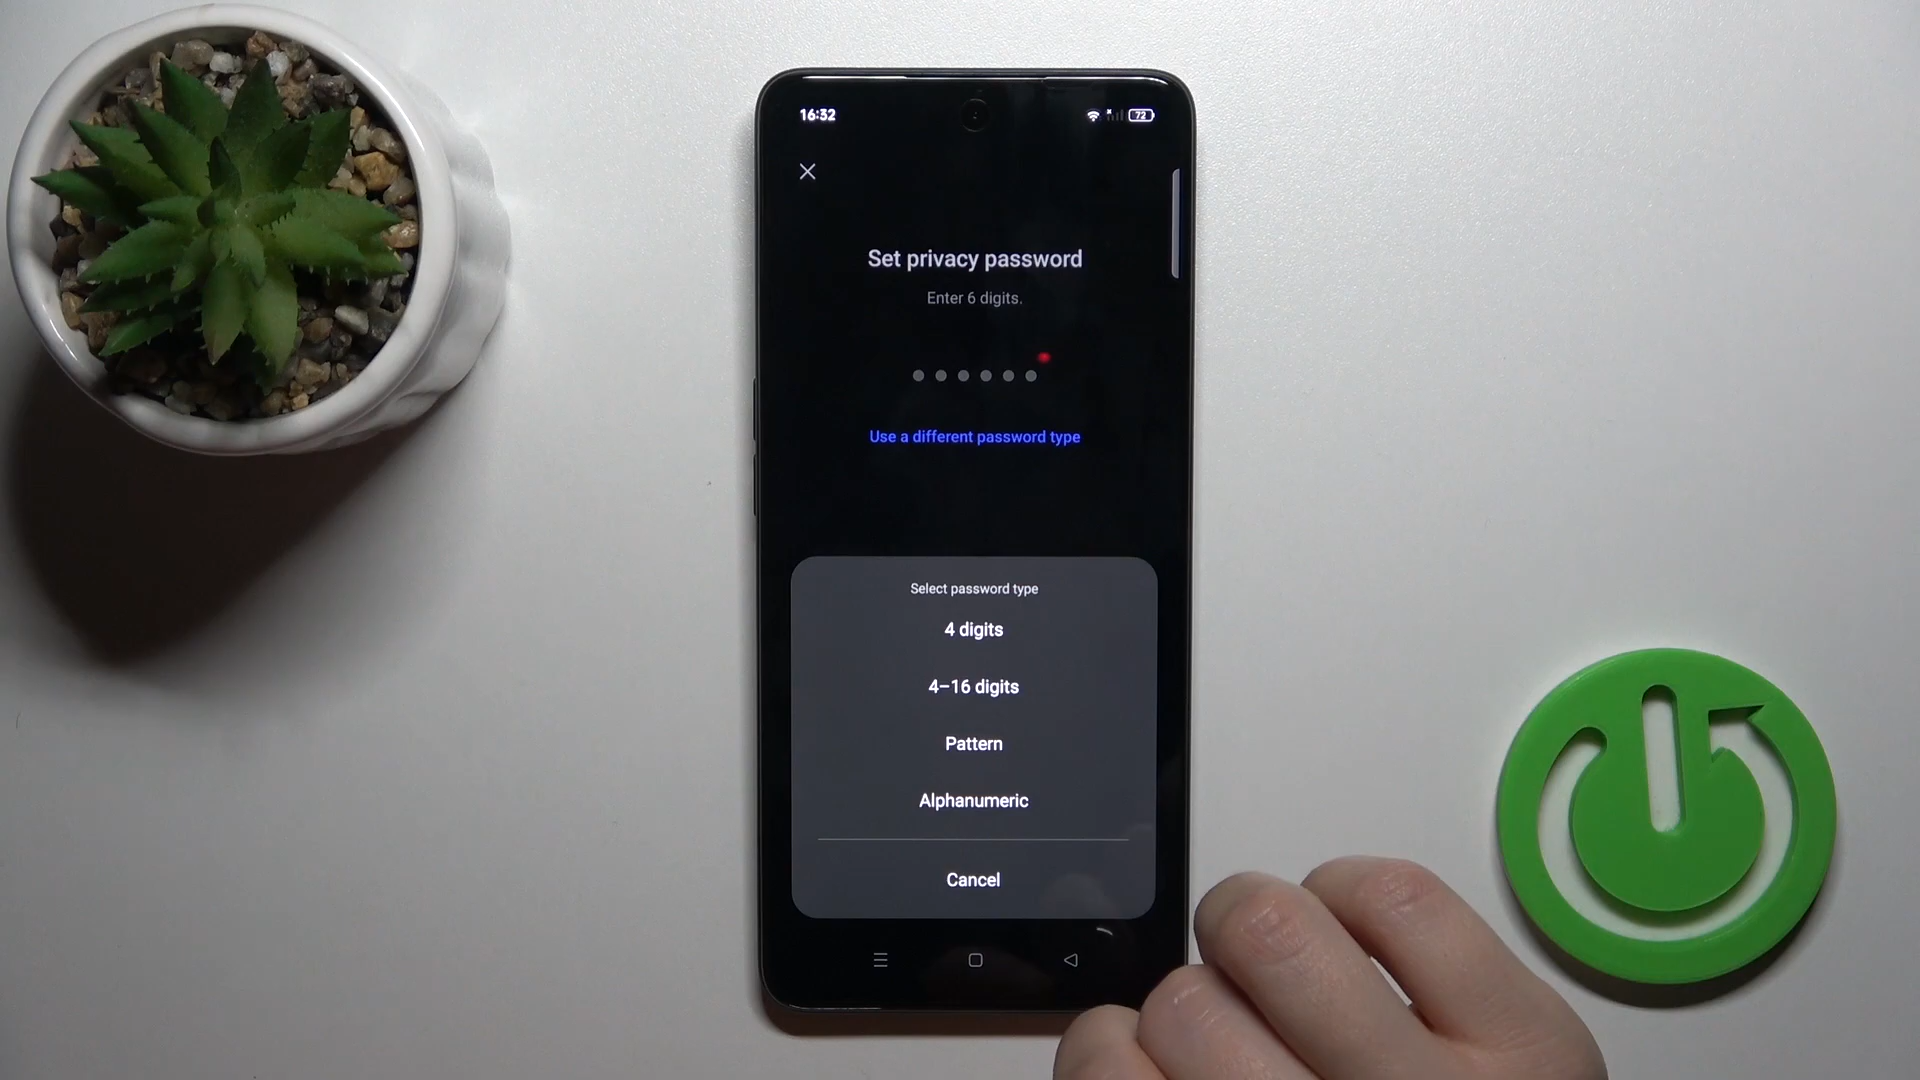 16:32
72
Set privacy password
Enter 6 digits.
Use a different password type
Select password type
4 digits
4–16 digits
Pattern
Alphanumeric
Cancel